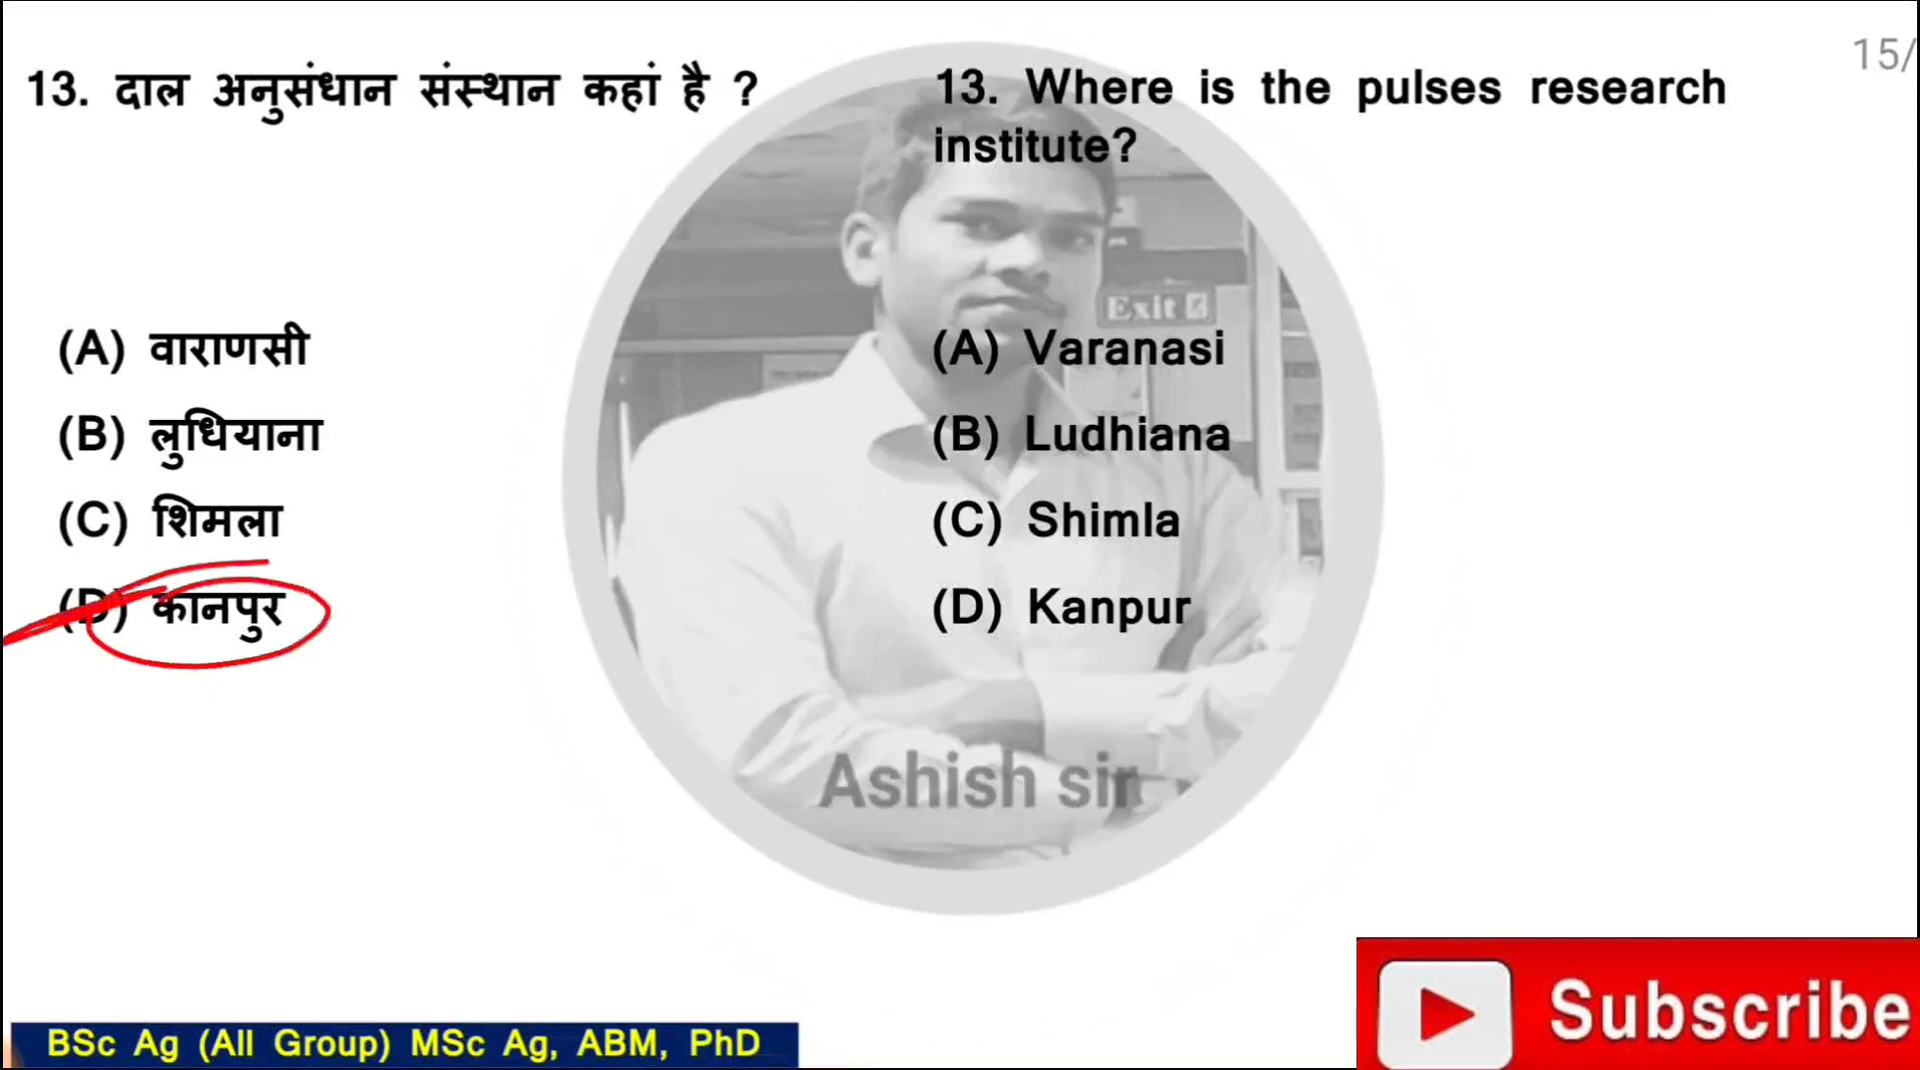 15/
13. दाल अनुसंधान संस्थान कहां है ?
13. Where is the pulses research
institute?
Exit
(A) वाराणसी
(A) Varanasi
(B) लुधियाना
(B) Ludhiana
(C) शिमला
(C) Shimla
(D) कानपुर
(D) Kanpur
Ashish sir
BSc Ag (All Group) MSc Ag, ABM, PhD
Subscribe